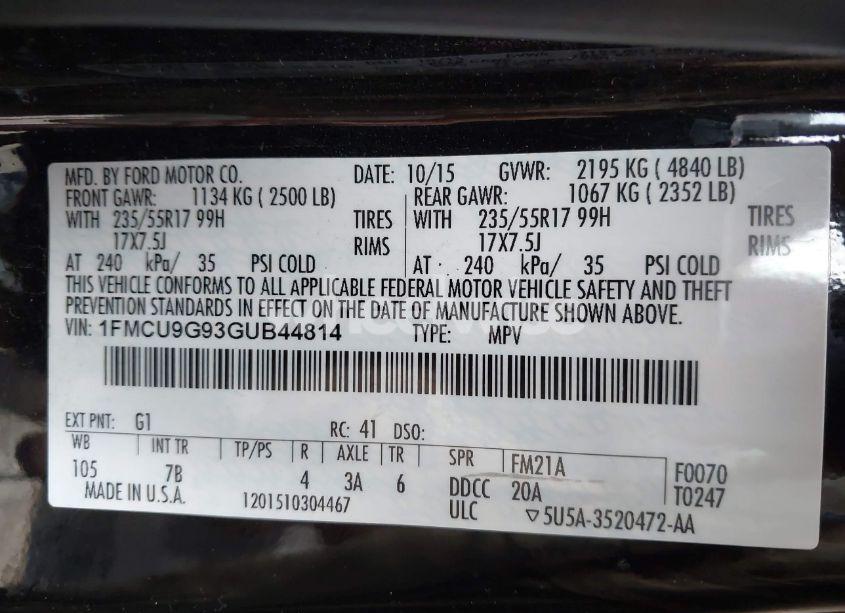 MFD. BY FORD MOTOR CO. DATE: 10/15 GVWR: 2195 KG ( 4840 LB)
FRONT GAWR: 1134 KG ( 2500 LB) REAR GAWR: 1067 KG ( 2352 LB)
WITH 235/55R17 99H TIRES WITH 235/55R17 99H TIRES
17X7.5J RIMS 17X7.5J RIMS
AT 240 kPa/ 35 PSI COLD AT 240 kPa/ 35 PSI COLD
THIS VEHICLE CONFORMS TO ALL APPLICABLE FEDERAL MOTOR VEHICLE SAFETY AND THEFT
PREVENTION STANDARDS IN EFFECT ON THE DATE OF MANUFACTURE SHOWN ABOVE.
VIN: 1FMCU9G93GUB44814 TYPE: MPV
EXT PNT: G1 RC: 41 DSO:
WB INT TR TP/PS R AXLE TR SPR FM21A F0070
105 7B 4 3A 6 DDCC 20A T0247
MADE IN U.S.A. 1201510304467 ULC ▽5U5A-3520472-AA